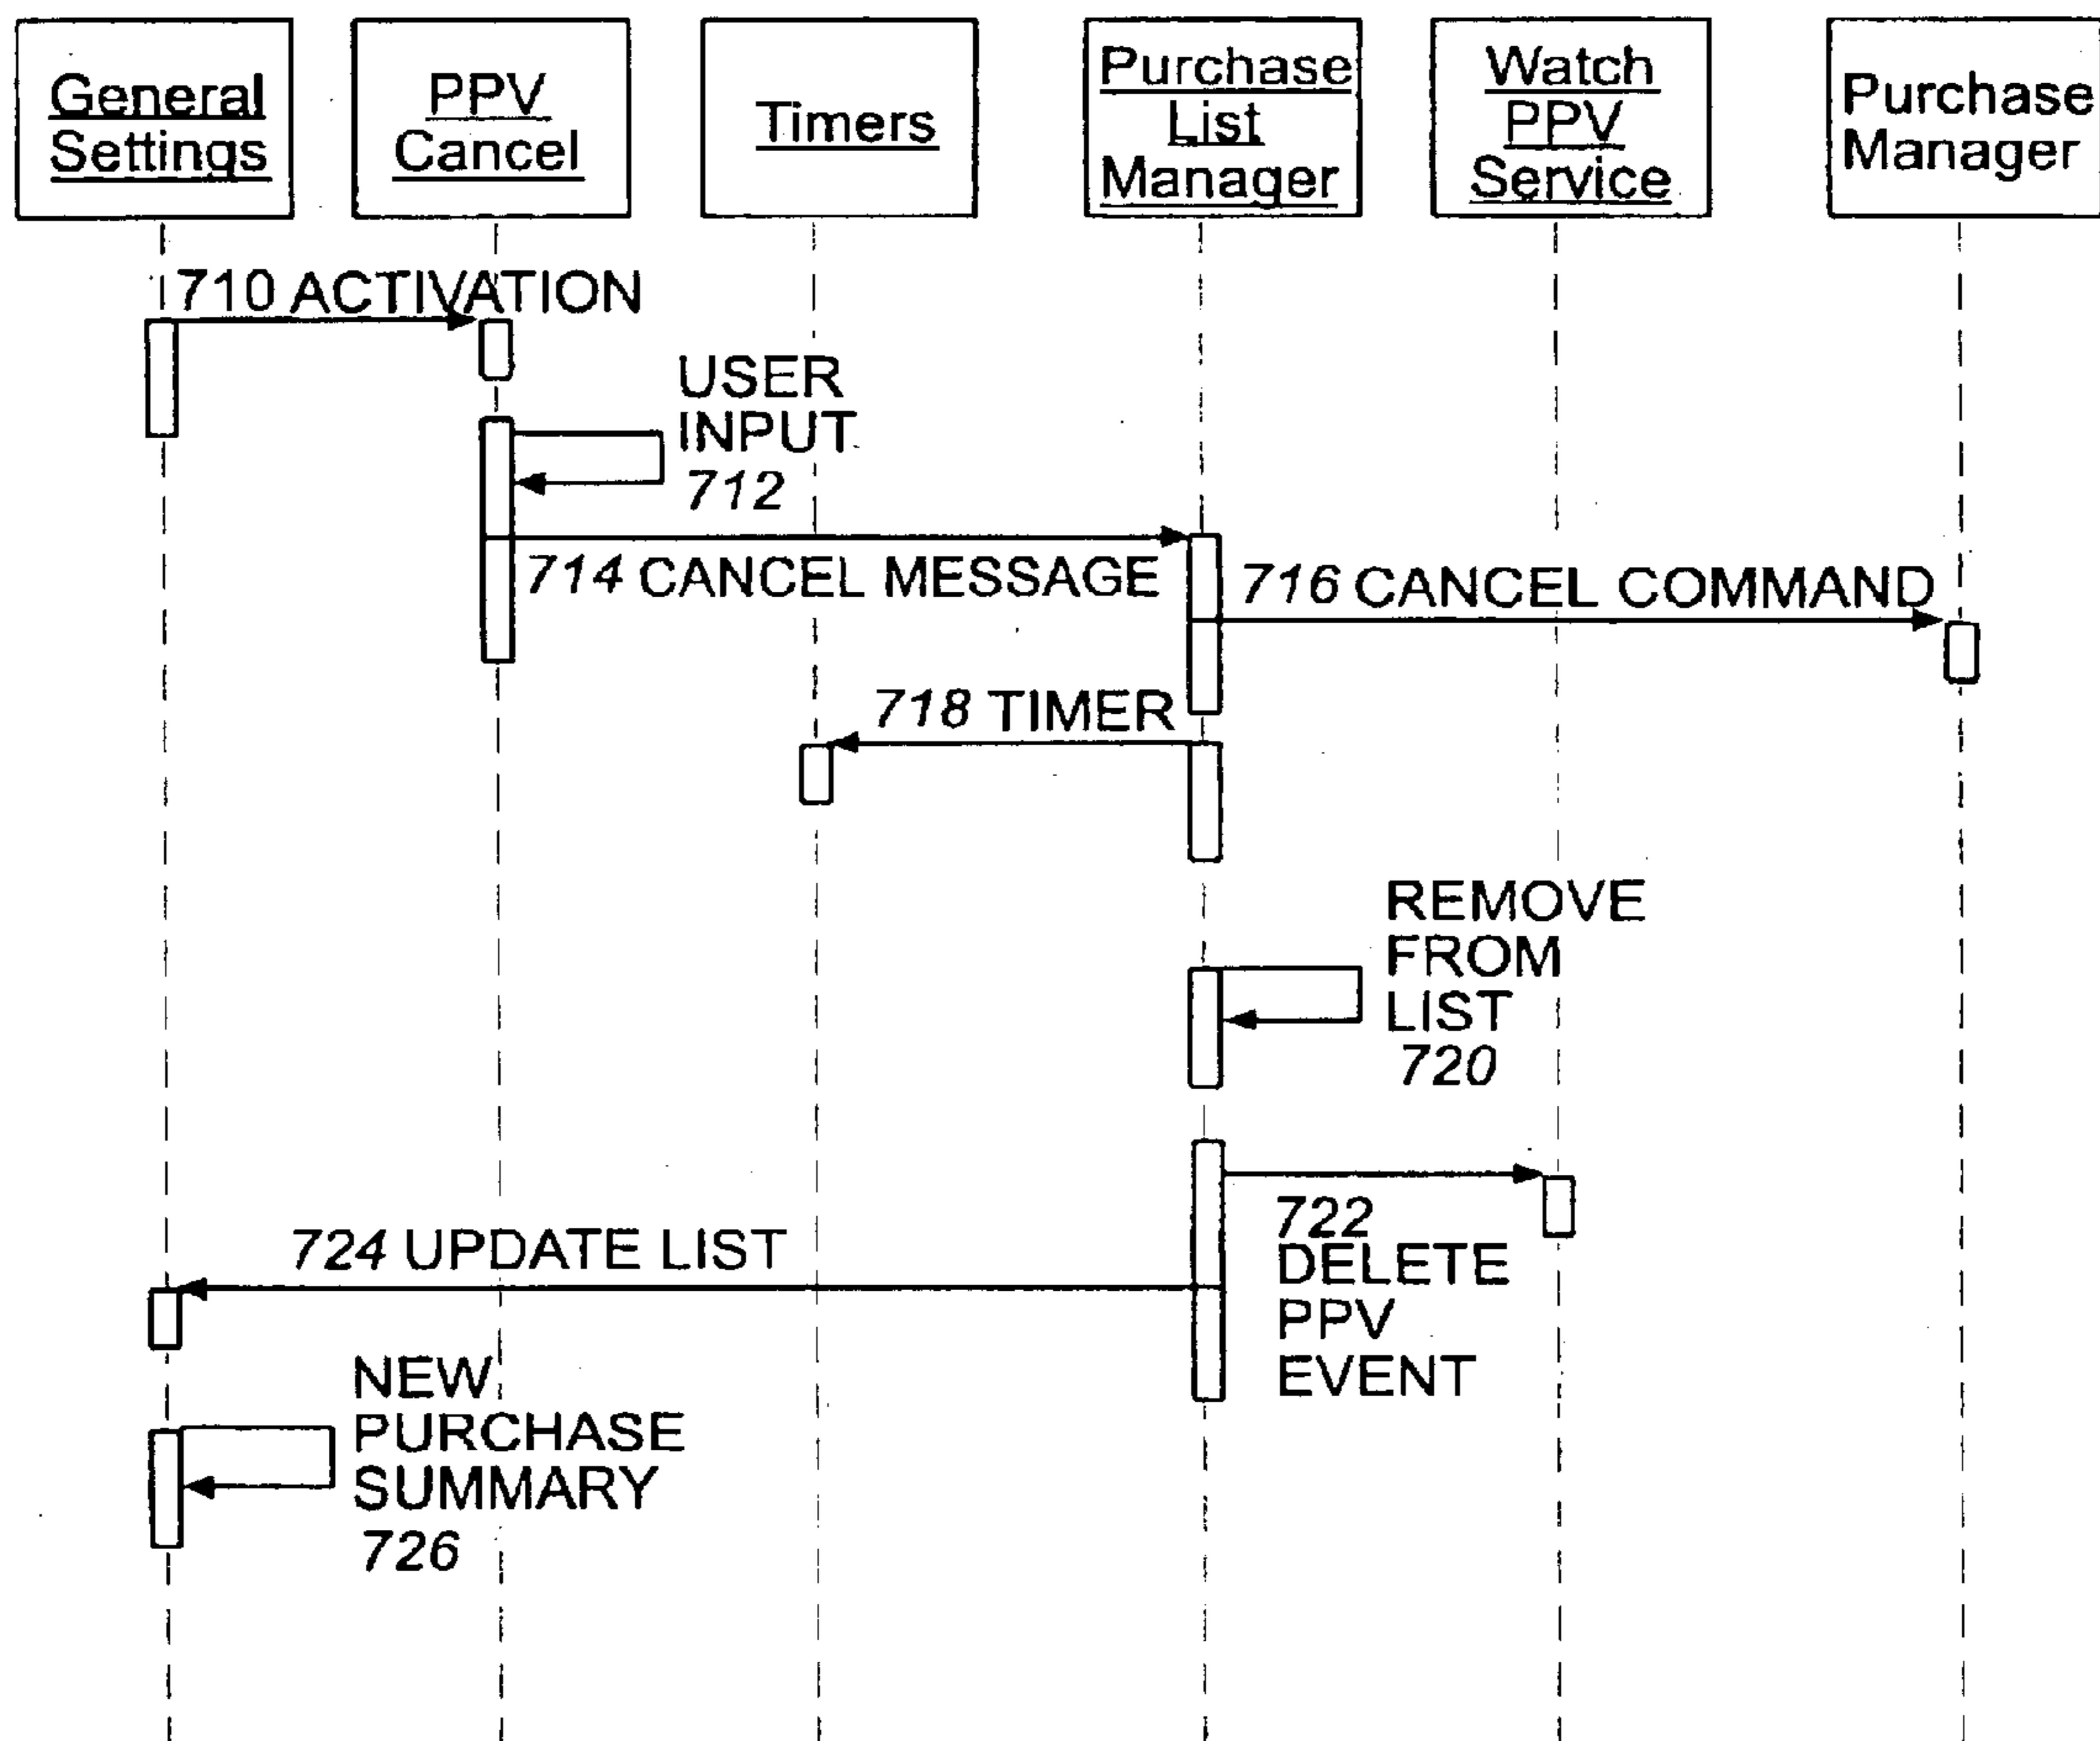 General
Settings
PPV
Cancel
Timers
Purchase
List
Manager
Watch
PPV
Service
Purchase
Manager
710 ACTIVATION
USER
INPUT
712
714 CANCEL MESSAGE
716 CANCEL COMMAND
718 TIMER
REMOVE
FROM
LIST
720
722
DELETE
PPV
EVENT
724 UPDATE LIST
NEW
PURCHASE
SUMMARY
726